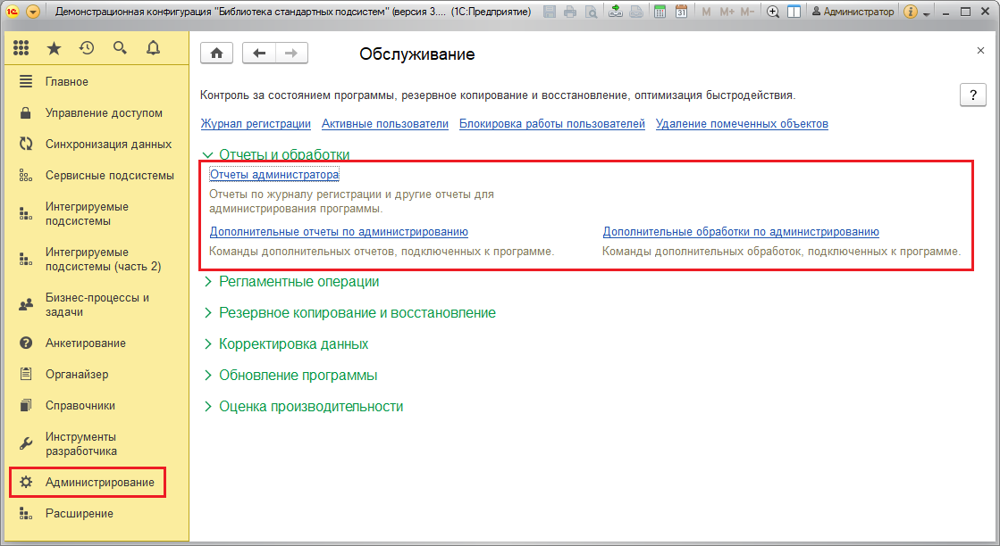 Демонстрационная конфигурация "Библиотека стандартных подсистем" (версия 3.... (1С:Предприятие)
31
M M+ M-
Администратор
Главное
Управление доступом
Синхронизация данных
Сервисные подсистемы
Интегрируемые
подсистемы
Интегрируемые
подсистемы (часть 2)
Бизнес-процессы и
задачи
Анкетирование
Органайзер
Справочники
Инструменты
разработчика
Администрирование
Расширение
Обслуживание
Контроль за состоянием программы, резервное копирование и восстановление, оптимизация быстродействия.
?
Журнал регистрации Активные пользователи Блокировка работы пользователей Удаление помеченных объектов
Отчеты и обработки
Отчеты администратора
Отчеты по журналу регистрации и другие отчеты для
администрирования программы.
Дополнительные отчеты по администрированию
Команды дополнительных отчетов, подключенных к программе.
Дополнительные обработки по администрированию
Команды дополнительных обработок, подключенных к программе.
Регламентные операции
Резервное копирование и восстановление
Корректировка данных
Обновление программы
Оценка производительности